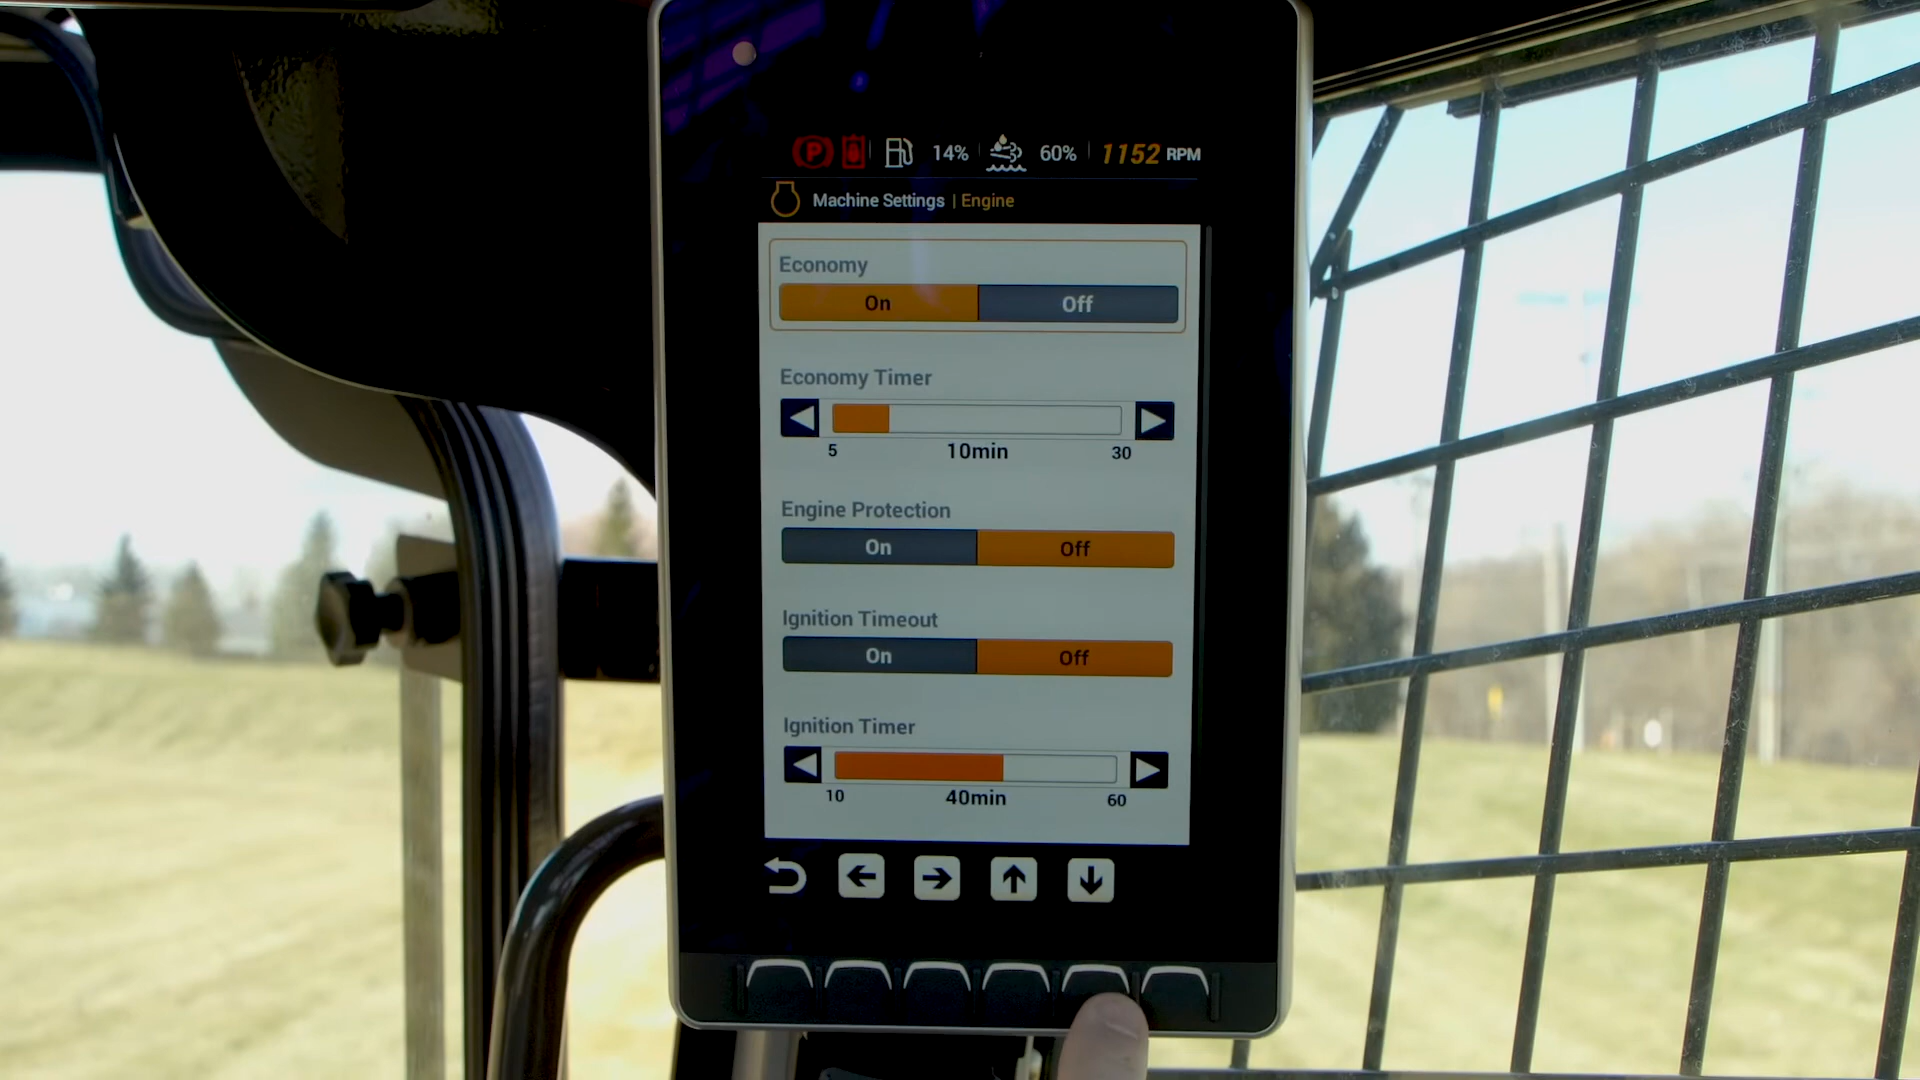 P 14% 60% 1152 RPM
Machine Settings | Engine
Economy
On Off
Economy Timer
5 10min 30
Engine Protection
On Off
Ignition Timeout
On Off
Ignition Timer
10 40min 60